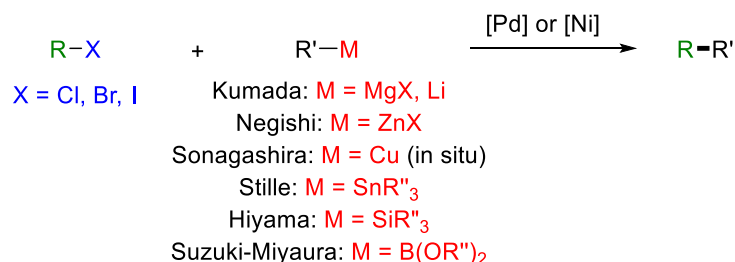 [Pd] or [Ni]
R–X + R'–M R–R'
X = Cl, Br, I
Kumada: M = MgX, Li
Negishi: M = ZnX
Sonagashira: M = Cu (in situ)
Stille: M = SnR"₃
Hiyama: M = SiR"₃
Suzuki-Miyaura: M = B(OR")₂